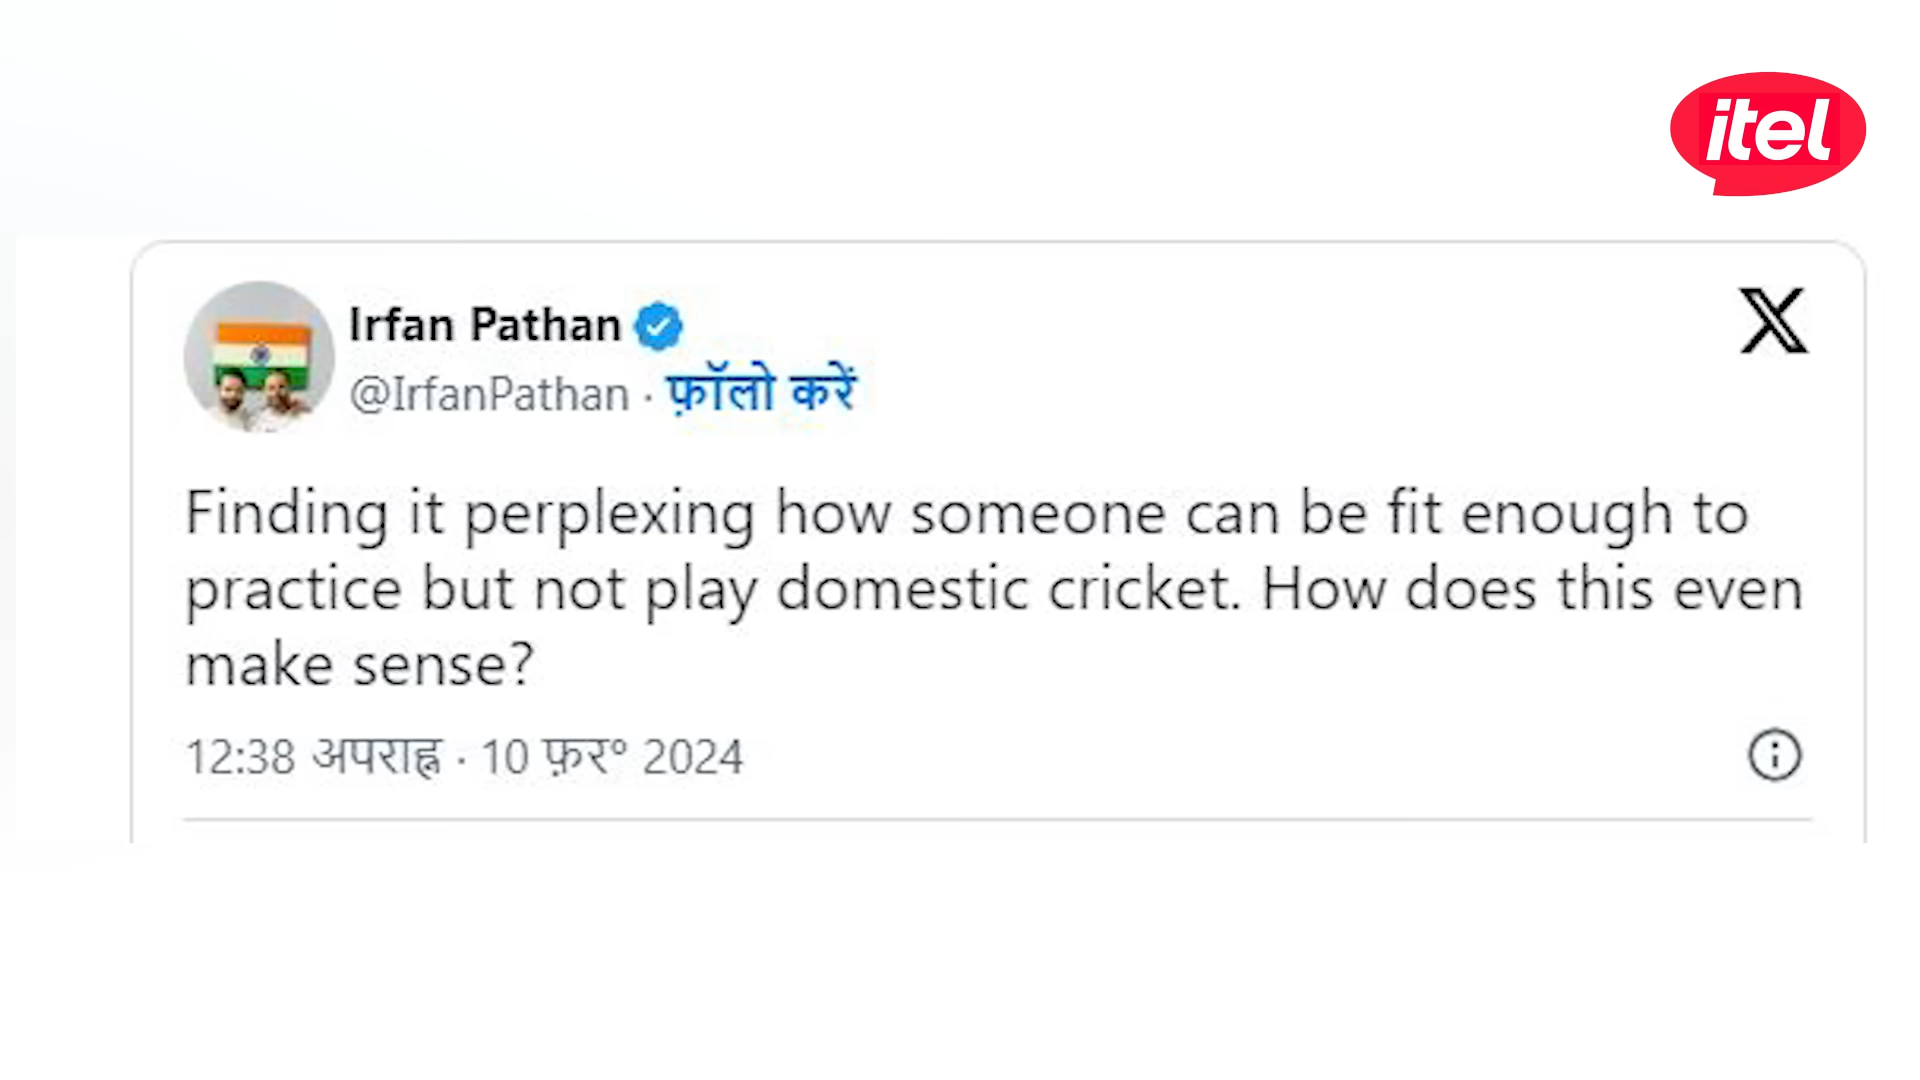 itel
Irfan Pathan
X
@IrfanPathan · फ़ॉलो करें
Finding it perplexing how someone can be fit enough to
practice but not play domestic cricket. How does this even
make sense?
12:38 अपराह्न · 10 फ़र॰ 2024